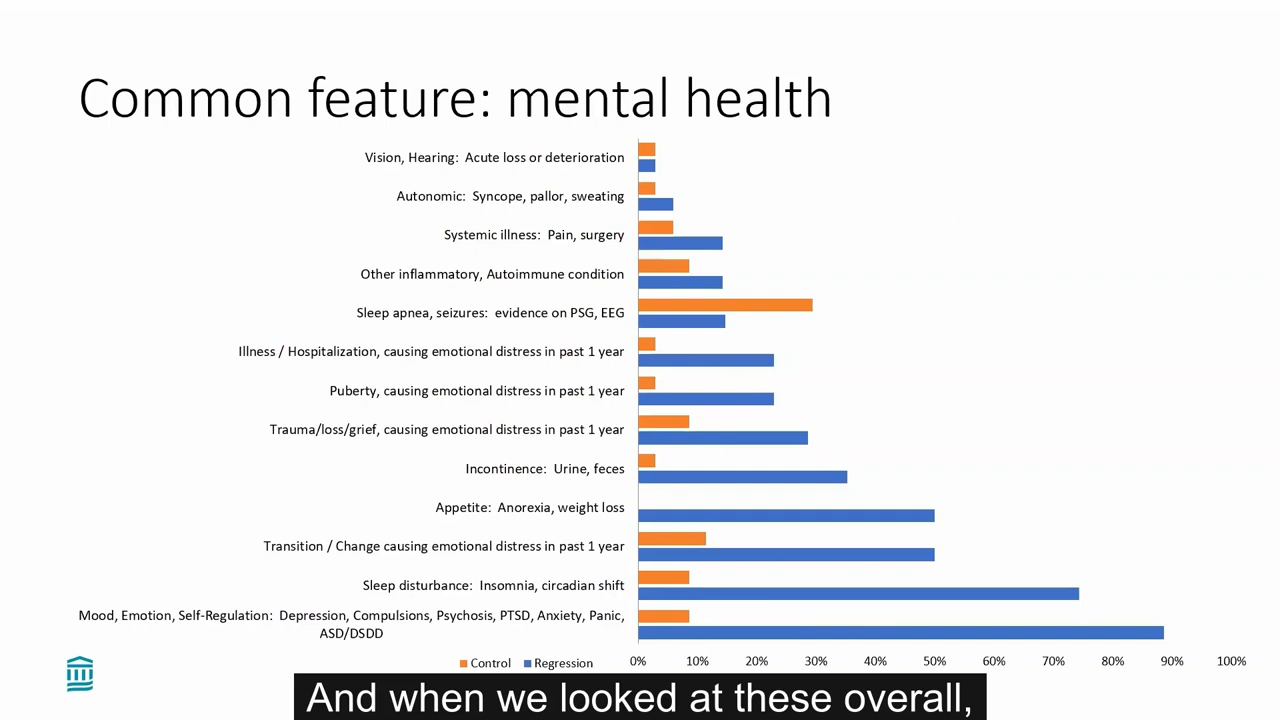 Common feature: mental health
Vision, Hearing: Acute loss or deterioration
Autonomic: Syncope, pallor, sweating
Systemic illness: Pain, surgery
Other inflammatory, Autoimmune condition
Sleep apnea, seizures: evidence on PSG, EEG
Illness / Hospitalization, causing emotional distress in past 1 year
Puberty, causing emotional distress in past 1 year
Trauma/loss/grief, causing emotional distress in past 1 year
Incontinence: Urine, feces
Appetite: Anorexia, weight loss
Transition / Change causing emotional distress in past 1 year
Sleep disturbance: Insomnia, circadian shift
Mood, Emotion, Self-Regulation: Depression, Compulsions, Psychosis, PTSD, Anxiety, Panic,
ASD/DSDD
Control Regression
0% 10% 20% 30% 40% 50% 60% 70% 80% 90% 100%
And when we looked at these overall,